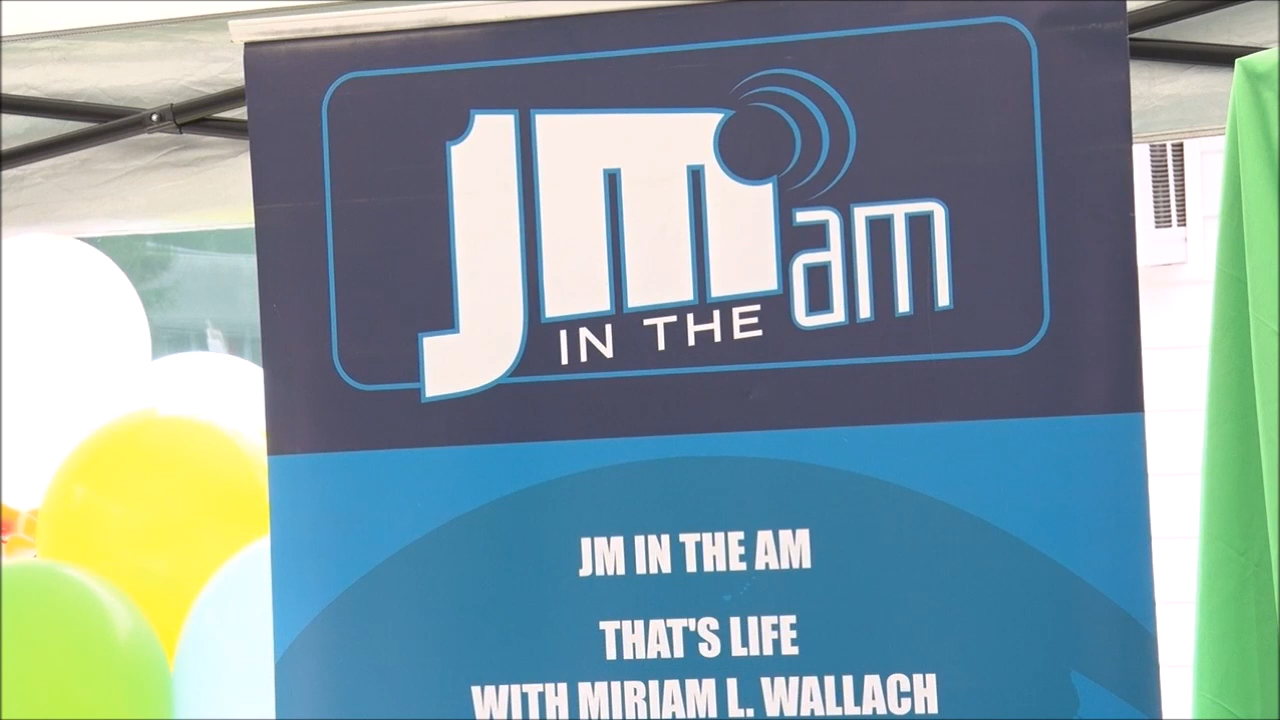 JM
IN THE am
JM IN THE AM
THAT'S LIFE
WITH MIRIAM L. WALLACH